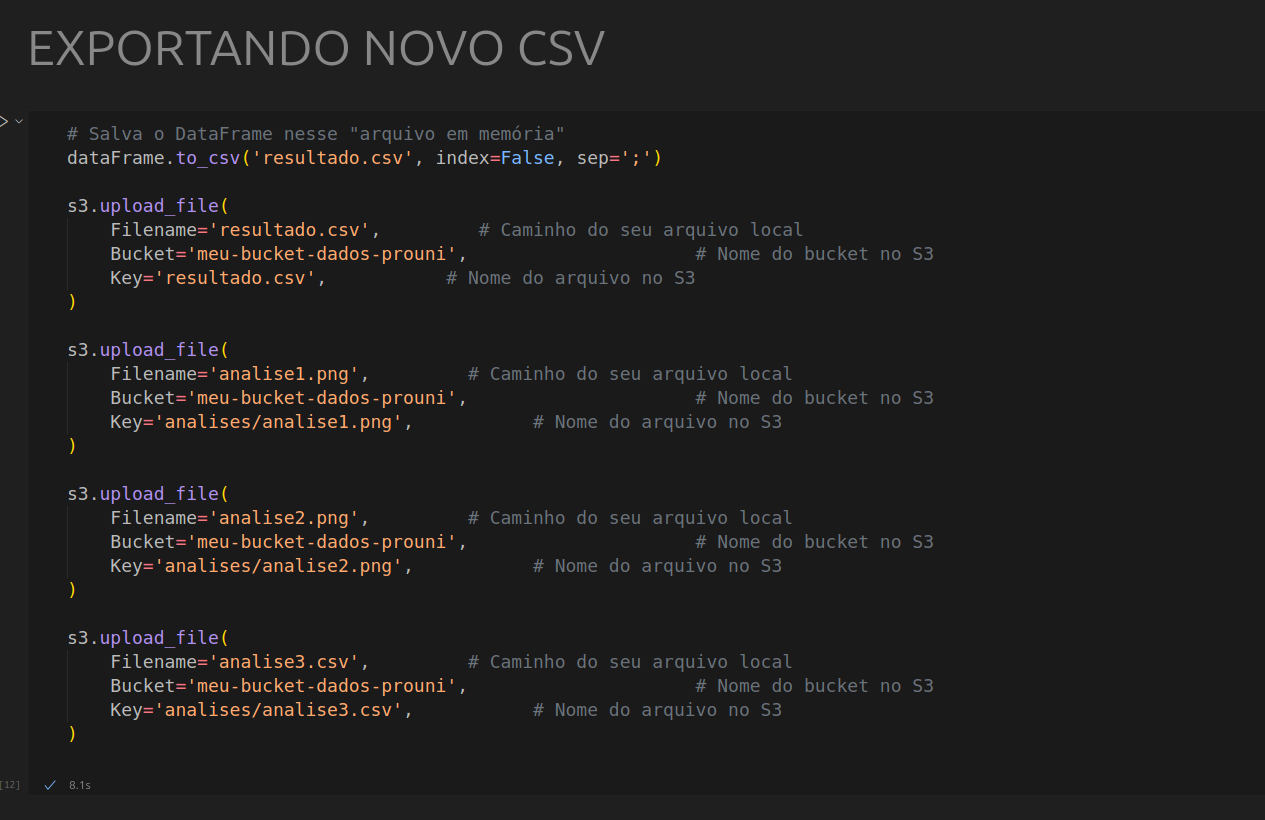 EXPORTANDO NOVO CSV
# Salva o DataFrame nesse "arquivo em memória"
dataFrame.to_csv('resultado.csv', index=False, sep=';')
s3.upload_file(
Filename='resultado.csv', # Caminho do seu arquivo local
Bucket='meu-bucket-dados-prouni', # Nome do bucket no S3
Key='resultado.csv', # Nome do arquivo no S3
)
s3.upload_file(
Filename='analise1.png', # Caminho do seu arquivo local
Bucket='meu-bucket-dados-prouni', # Nome do bucket no S3
Key='analises/analise1.png', # Nome do arquivo no S3
)
s3.upload_file(
Filename='analise2.png', # Caminho do seu arquivo local
Bucket='meu-bucket-dados-prouni', # Nome do bucket no S3
Key='analises/analise2.png', # Nome do arquivo no S3
)
s3.upload_file(
Filename='analise3.csv', # Caminho do seu arquivo local
Bucket='meu-bucket-dados-prouni', # Nome do bucket no S3
Key='analises/analise3.csv', # Nome do arquivo no S3
)
[12] 8.1s